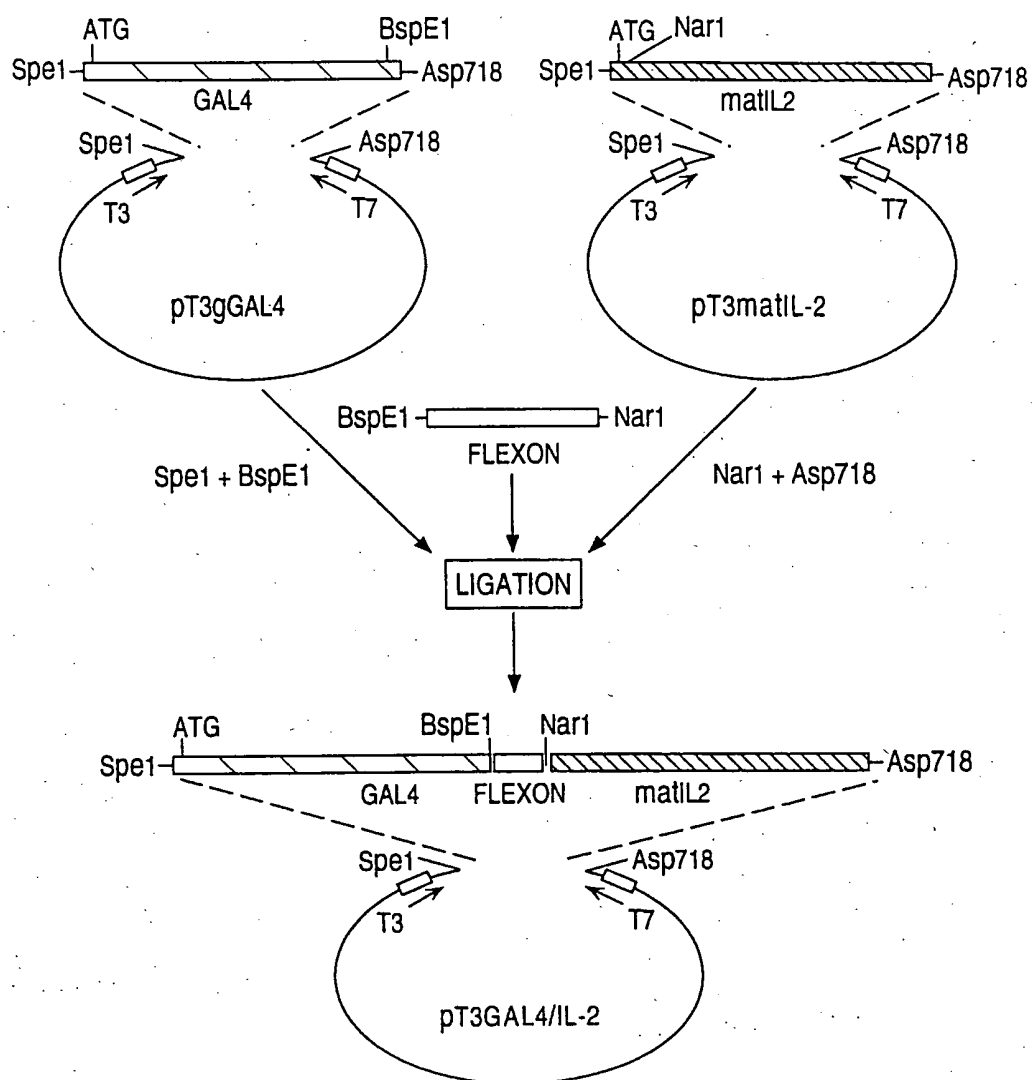 ATG BspE1
Spe1 Asp718
GAL4
Spe1 Asp718
T3 T7
pT3gGAL4
ATG Nar1
Spe1 Asp718
matIL2
Spe1 Asp718
T3 T7
pT3matIL-2
BspE1 Nar1
FLEXON
Spe1 + BspE1
Nar1 + Asp718
LIGATION
ATG BspE1 Nar1
Spe1 Asp718
GAL4 FLEXON matIL2
Spe1 Asp718
T3 T7
pT3GAL4/IL-2